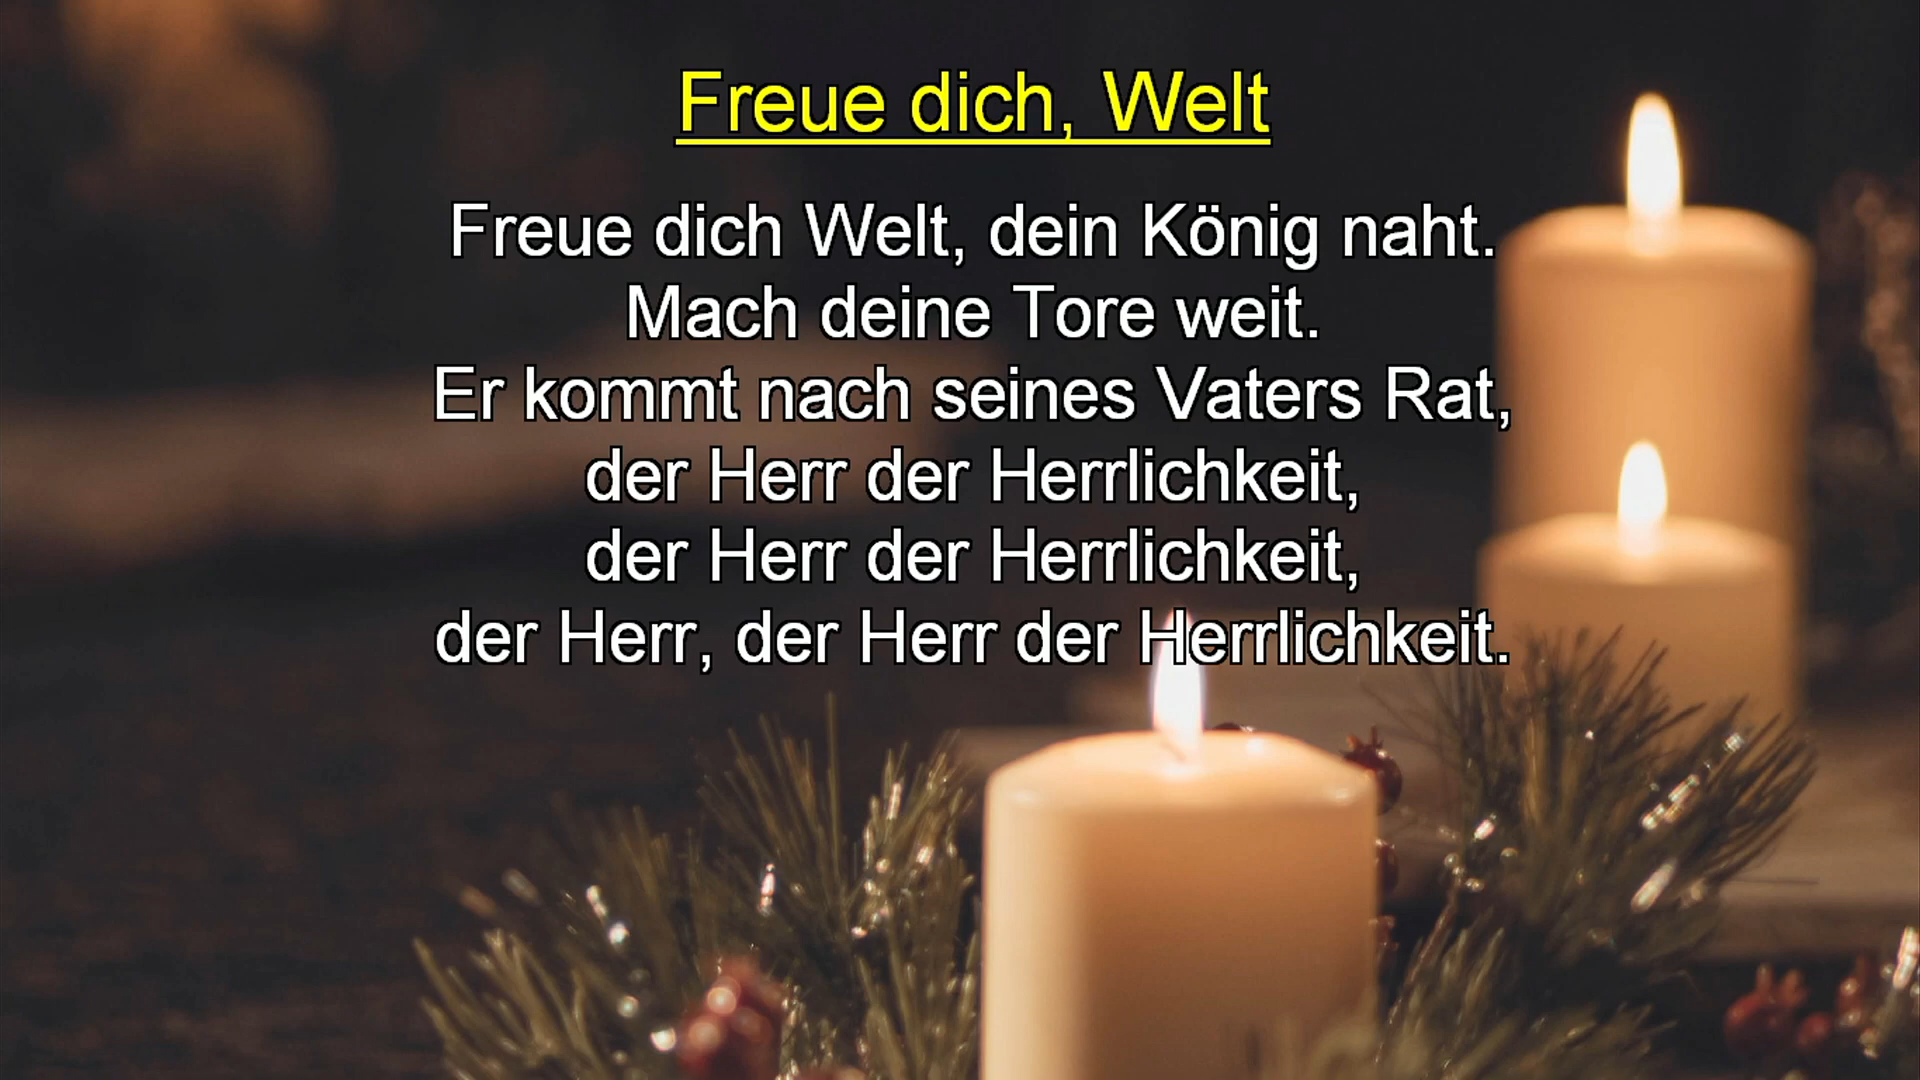 Freue dich, Welt
Freue dich Welt, dein König naht.
Mach deine Tore weit.
Er kommt nach seines Vaters Rat,
der Herr der Herrlichkeit,
der Herr der Herrlichkeit,
der Herr, der Herr der Herrlichkeit.